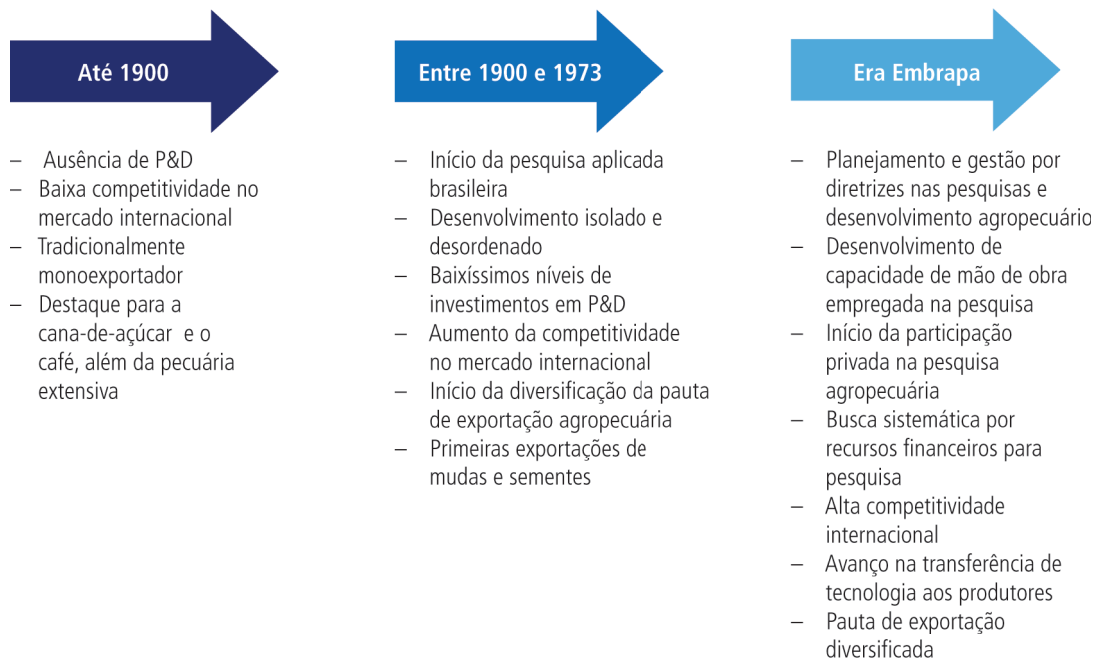 Até 1900
– Ausência de P&D
– Baixa competitividade no
mercado internacional
– Tradicionalmente
monoexportador
– Destaque para a
cana-de-açúcar e o
café, além da pecuária
extensiva
Entre 1900 e 1973
– Início da pesquisa aplicada
brasileira
– Desenvolvimento isolado e
desordenado
– Baixíssimos níveis de
investimentos em P&D
– Aumento da competitividade
no mercado internacional
– Início da diversificação da pauta
de exportação agropecuária
– Primeiras exportações de
mudas e sementes
Era Embrapa
– Planejamento e gestão por
diretrizes nas pesquisas e
desenvolvimento agropecuário
– Desenvolvimento de
capacidade de mão de obra
empregada na pesquisa
– Início da participação
privada na pesquisa
agropecuária
– Busca sistemática por
recursos financeiros para
pesquisa
– Alta competitividade
internacional
– Avanço na transferência de
tecnologia aos produtores
– Pauta de exportação
diversificada